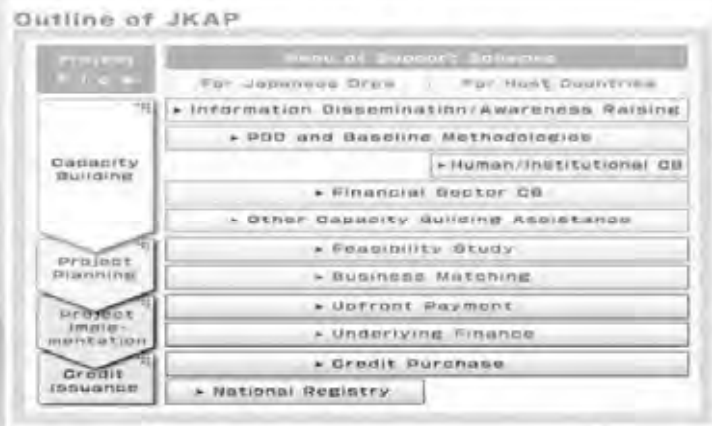 Outline of JKAP
Project
Flow
Menu of Support Scheme
For Japanese Orgs
For Host Countries
Capacity
Building
► Information Dissemination/Awareness Raising
► PDD and Baseline Methodologies
► Human/Institutional CB
► Financial Sector CB
► Other Capacity Building Assistance
Project
Planning
► Feasibility Study
► Business Matching
Project
Imple-
mentation
► Upfront Payment
► Underlying Finance
Credit
Issuance
► Credit Purchase
► National Registry